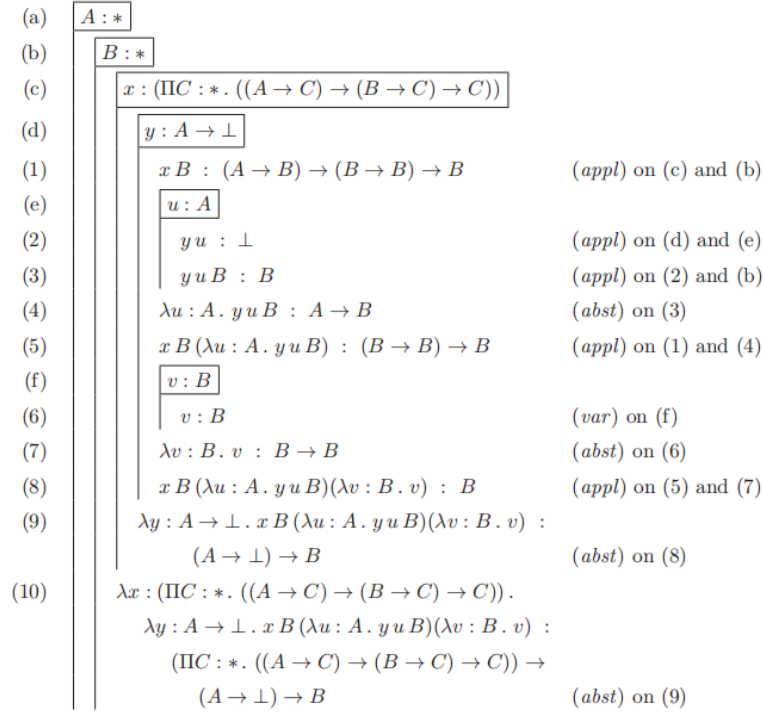 (a) A : ∗
(b) B : ∗
(c) x : (ΠC : ∗ . ((A → C) → (B → C) → C))
(d) y : A → ⊥
(1) x B : (A → B) → (B → B) → B (appl) on (c) and (b)
(e) u : A
(2) y u : ⊥ (appl) on (d) and (e)
(3) y u B : B (appl) on (2) and (b)
(4) λu : A . y u B : A → B (abst) on (3)
(5) x B (λu : A . y u B) : (B → B) → B (appl) on (1) and (4)
(f) v : B
(6) v : B (var) on (f)
(7) λv : B . v : B → B (abst) on (6)
(8) x B (λu : A . y u B)(λv : B . v) : B (appl) on (5) and (7)
(9) λy : A → ⊥ . x B (λu : A . y u B)(λv : B . v) :
(A → ⊥) → B (abst) on (8)
(10) λx : (ΠC : ∗ . ((A → C) → (B → C) → C)) .
λy : A → ⊥ . x B (λu : A . y u B)(λv : B . v) :
(ΠC : ∗ . ((A → C) → (B → C) → C)) →
(A → ⊥) → B (abst) on (9)